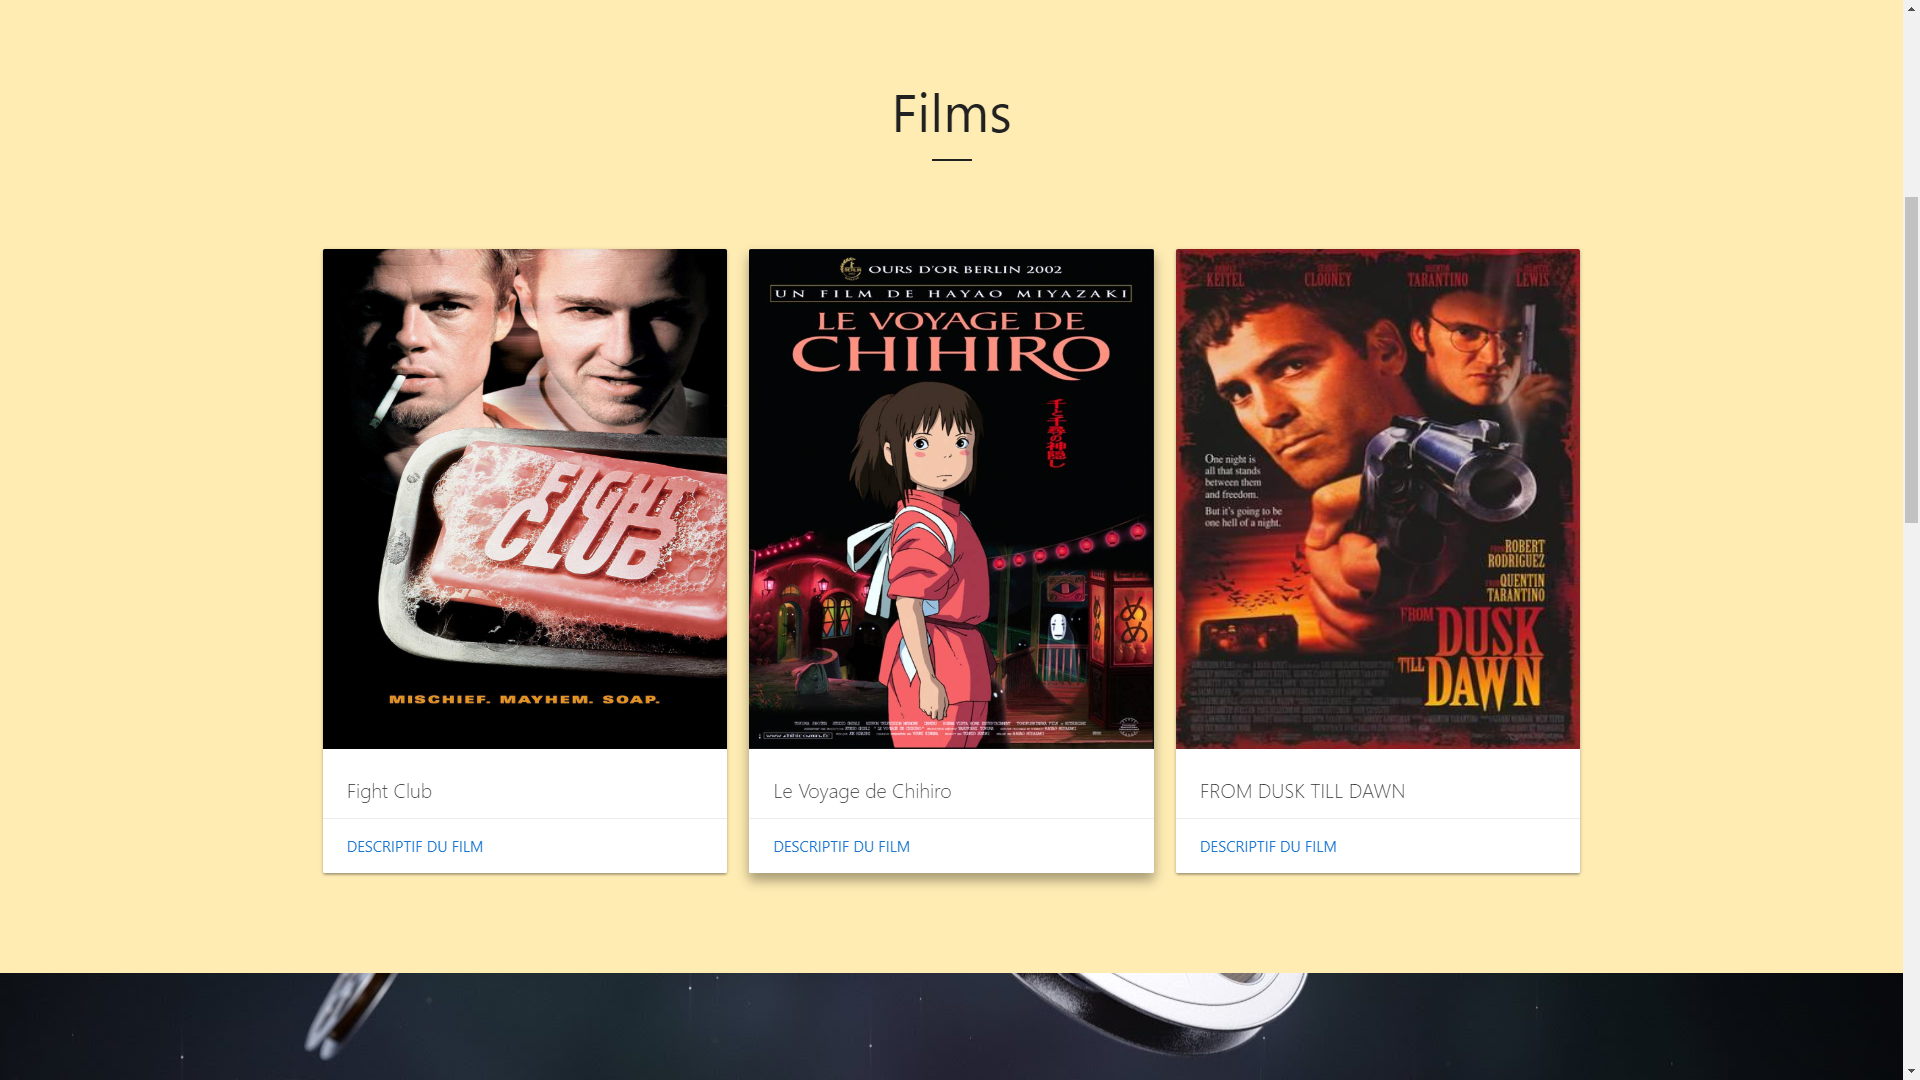 Films
FIGHT
CLUB
MISCHIEF. MAYHEM. SOAP.
Fight Club
DESCRIPTIF DU FILM
OURS D'OR BERLIN 2002
UN FILM DE HAYAO MIYAZAKI
LE VOYAGE DE
CHIHIRO
千と千尋の神隠し
Le Voyage de Chihiro
DESCRIPTIF DU FILM
KEITEL CLOONEY TARANTINO LEWIS
One night is
all that stands
between them
and freedom.
But it's going to be
one hell of a night.
FROM ROBERT
RODRIGUEZ
FROM QUENTIN
TARANTINO
FROM DUSK
TILL DAWN
FROM DUSK TILL DAWN
DESCRIPTIF DU FILM